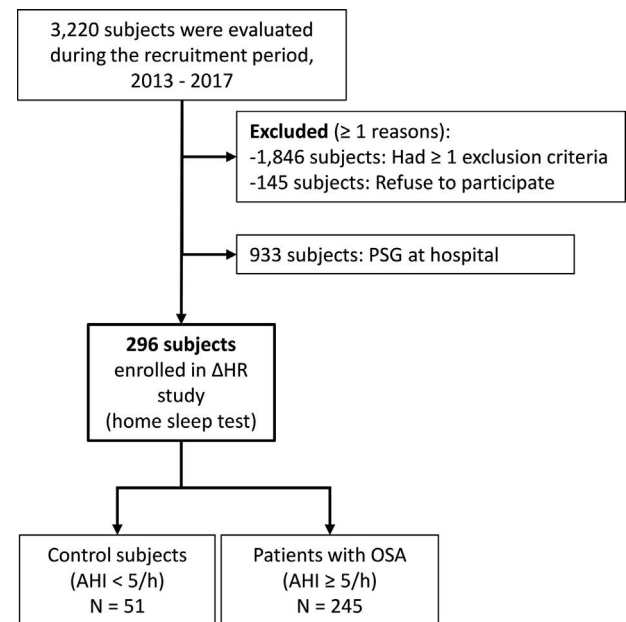 3,220 subjects were evaluated
during the recruitment period,
2013 - 2017
Excluded (≥ 1 reasons):
-1,846 subjects: Had ≥ 1 exclusion criteria
-145 subjects: Refuse to participate
933 subjects: PSG at hospital
296 subjects
enrolled in ΔHR
study
(home sleep test)
Control subjects
(AHI < 5/h)
N = 51
Patients with OSA
(AHI ≥ 5/h)
N = 245